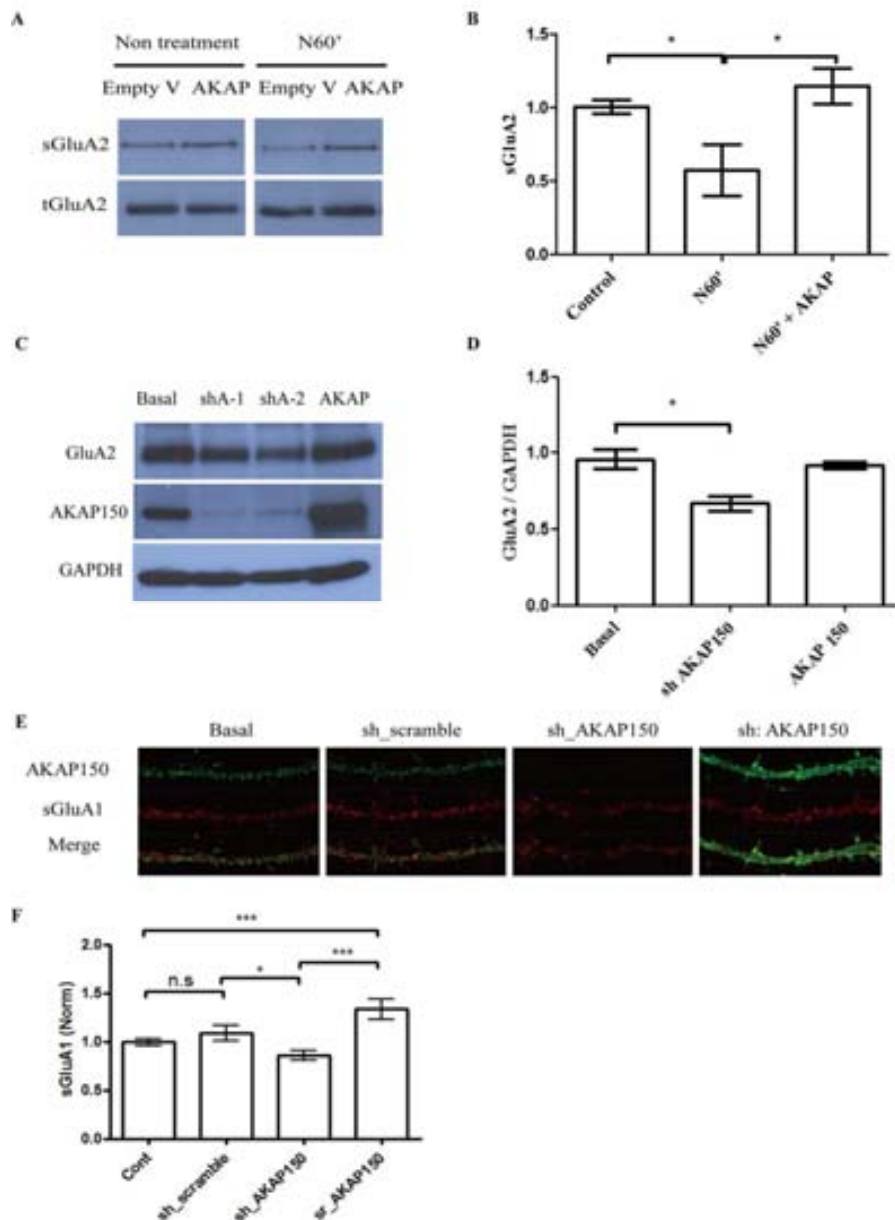 A
Non treatment N60'
Empty V AKAP Empty V AKAP
sGluA2
tGluA2
B
* *
sGluA2
1.5
1.0
0.5
0.0
Control N60' N60' + AKAP
C
Basal shA-1 shA-2 AKAP
GluA2
AKAP150
GAPDH
D
*
GluA2 / GAPDH
1.5
1.0
0.5
0.0
Basal sh AKAP150 AKAP 150
E
Basal sh_scramble sh_AKAP150 sh: AKAP150
AKAP150
sGluA1
Merge
F
***
n.s * ***
sGluA1 (Norm)
2.0
1.5
1.0
0.5
0.0
Cont sh_scramble sh_AKAP150 sr_AKAP150